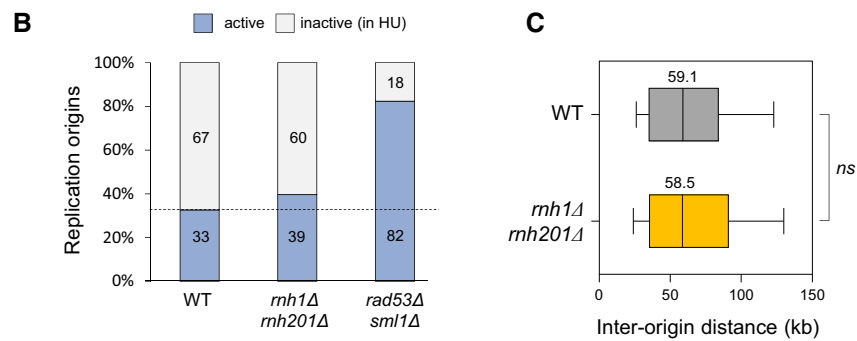 B
active
inactive (in HU)
Replication origins
100%
80%
60%
40%
20%
0%
67
33
60
39
18
82
WT
rnh1Δ
rnh201Δ
rad53Δ
sml1Δ
C
WT
rnh1Δ
rnh201Δ
59.1
58.5
ns
0
50
100
150
Inter-origin distance (kb)